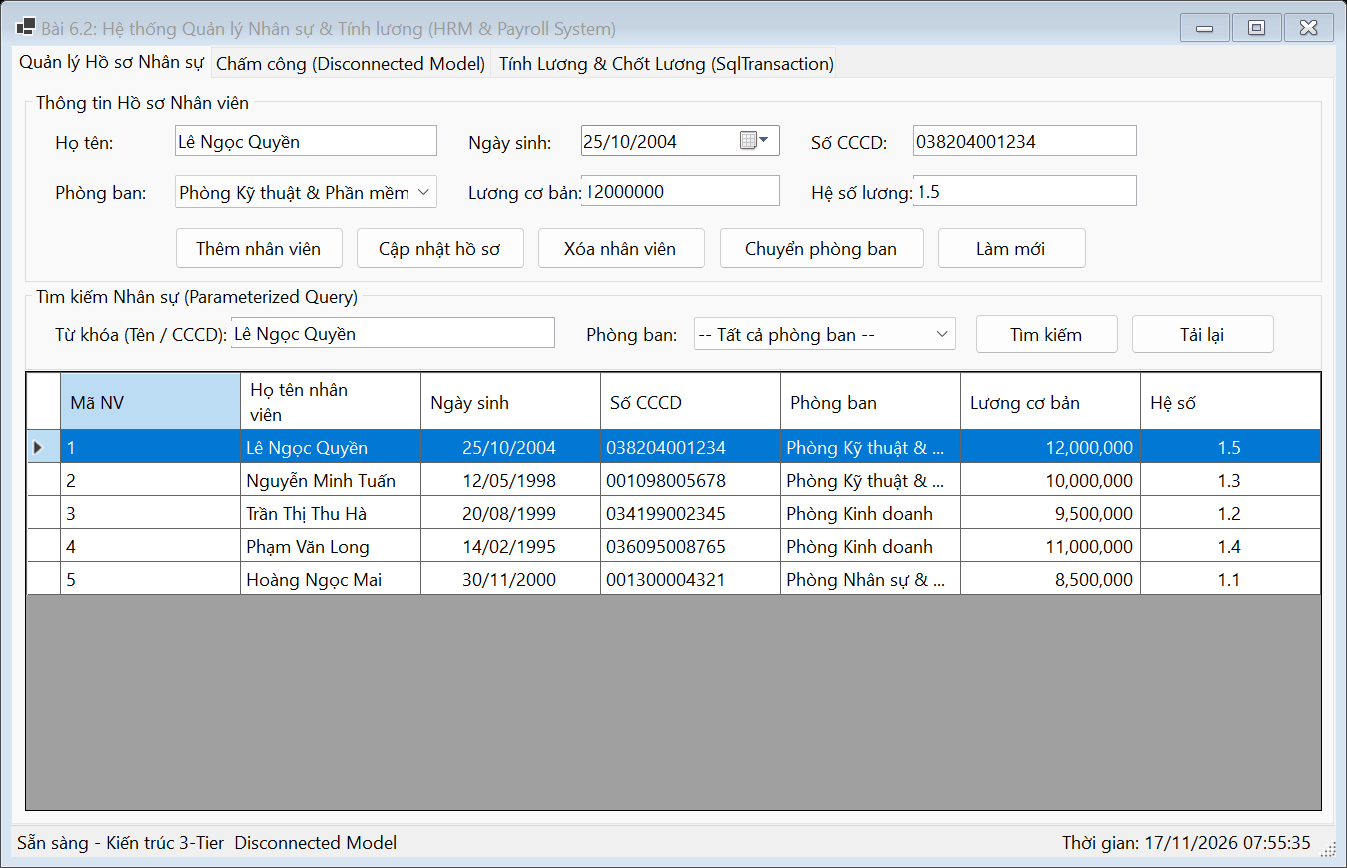 Bài 6.2: Hệ thống Quản lý Nhân sự & Tính lương (HRM & Payroll System)
Quản lý Hồ sơ Nhân sự Chấm công (Disconnected Model) Tính Lương & Chốt Lương (SqlTransaction)
Thông tin Hồ sơ Nhân viên
Họ tên: Lê Ngọc Quyền Ngày sinh: 25/10/2004 Số CCCD: 038204001234
Phòng ban: Phòng Kỹ thuật & Phần mềm Lương cơ bản: 12000000 Hệ số lương: 1.5
Thêm nhân viên Cập nhật hồ sơ Xóa nhân viên Chuyển phòng ban Làm mới
Tìm kiếm Nhân sự (Parameterized Query)
Từ khóa (Tên / CCCD): Lê Ngọc Quyền Phòng ban: -- Tất cả phòng ban -- Tìm kiếm Tải lại
Mã NV Họ tên nhân viên Ngày sinh Số CCCD Phòng ban Lương cơ bản Hệ số
1 Lê Ngọc Quyền 25/10/2004 038204001234 Phòng Kỹ thuật & ... 12,000,000 1.5
2 Nguyễn Minh Tuấn 12/05/1998 001098005678 Phòng Kỹ thuật & ... 10,000,000 1.3
3 Trần Thị Thu Hà 20/08/1999 034199002345 Phòng Kinh doanh 9,500,000 1.2
4 Phạm Văn Long 14/02/1995 036095008765 Phòng Kinh doanh 11,000,000 1.4
5 Hoàng Ngọc Mai 30/11/2000 001300004321 Phòng Nhân sự & ... 8,500,000 1.1
Sẵn sàng - Kiến trúc 3-Tier Disconnected Model Thời gian: 17/11/2026 07:55:35